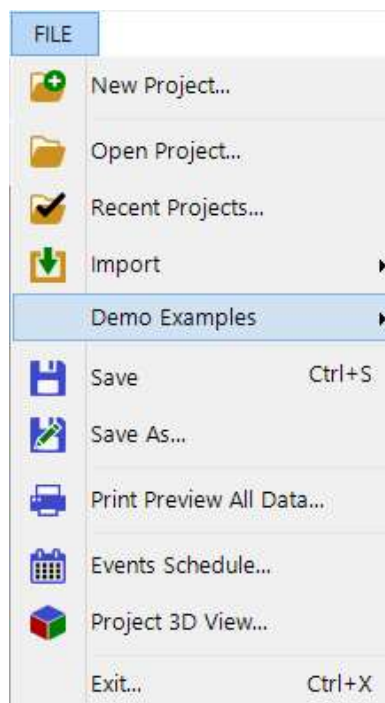 FILE
New Project...
Open Project...
Recent Projects...
Import
Demo Examples
Save Ctrl+S
Save As...
Print Preview All Data...
Events Schedule...
Project 3D View...
Exit... Ctrl+X